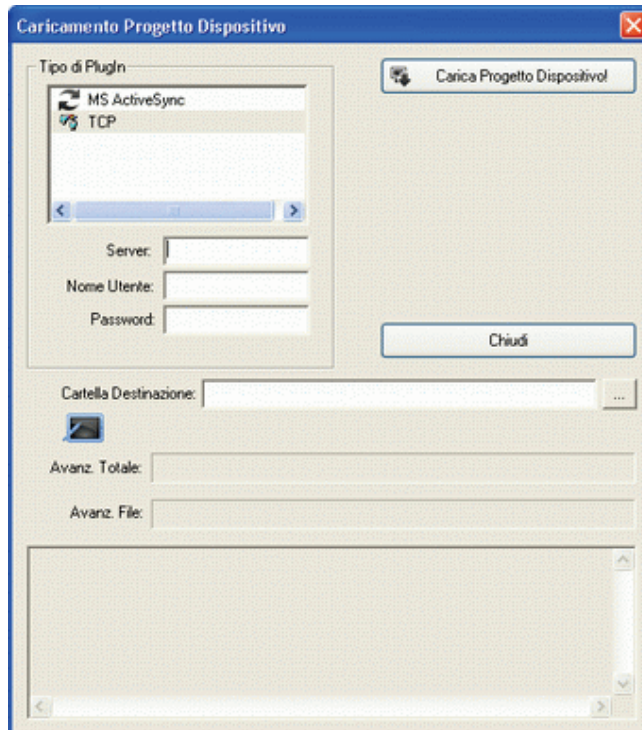 Caricamento Progetto Dispositivo
Tipo di PlugIn
MS ActiveSync
TCP
Carica Progetto Dispositivo!
Server:
Nome Utente:
Password:
Chiudi
Cartella Destinazione:
...
Avanz. Totale:
Avanz. File: